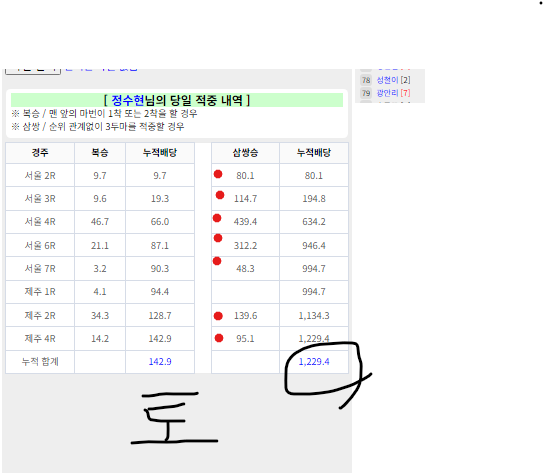 78 성철이 [2]
79 광안리 [7]
[ 정수현님의 당일 적중 내역 ]
※ 복승 / 맨 앞의 마번이 1착 또는 2착을 할 경우
※ 삼쌍 / 순위 관계없이 3두마를 적중할 경우
경주 복승 누적배당 삼쌍승 누적배당
서울 2R 9.7 9.7 80.1 80.1
서울 3R 9.6 19.3 114.7 194.8
서울 4R 46.7 66.0 439.4 634.2
서울 6R 21.1 87.1 312.2 946.4
서울 7R 3.2 90.3 48.3 994.7
제주 1R 4.1 94.4 994.7
제주 2R 34.3 128.7 139.6 1,134.3
제주 4R 14.2 142.9 95.1 1,229.4
누적 합계 142.9 1,229.4
토